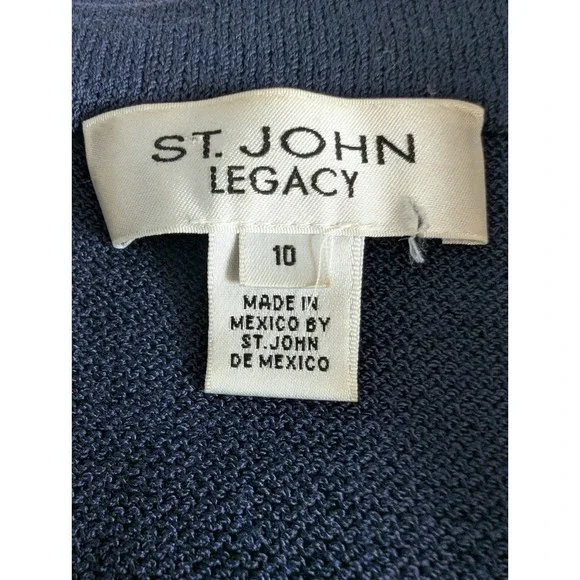 ST. JOHN
LEGACY
10
MADE IN
MEXICO BY
ST. JOHN
DE MEXICO